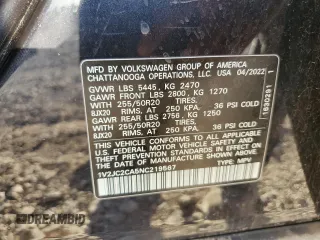 MFD. BY VOLKSWAGEN GROUP OF AMERICA
CHATTANOOGA OPERATIONS, LLC. USA 04/2022
GVWR LBS 5445, KG 2470
GAWR FRONT LBS 2800, KG 1270
WITH 255/50R20 TIRES,
8JX20 RIMS, AT 250 KPA, 36 PSI COLD
GAWR REAR LBS 2756, KG 1250
WITH 255/50R20 TIRES,
8JX20 RIMS, AT 250 KPA, 36 PSI COLD
THIS VEHICLE CONFORMS TO ALL APPLICABLE
FEDERAL MOTOR VEHICLE SAFETY AND THEFT
PREVENTION STANDARDS IN EFFECT ON THE
DATE OF MANUFACTURE SHOWN ABOVE.
1V2JC2CA5NC219567 TYPE: MPV
1630291 1
DREAMBID